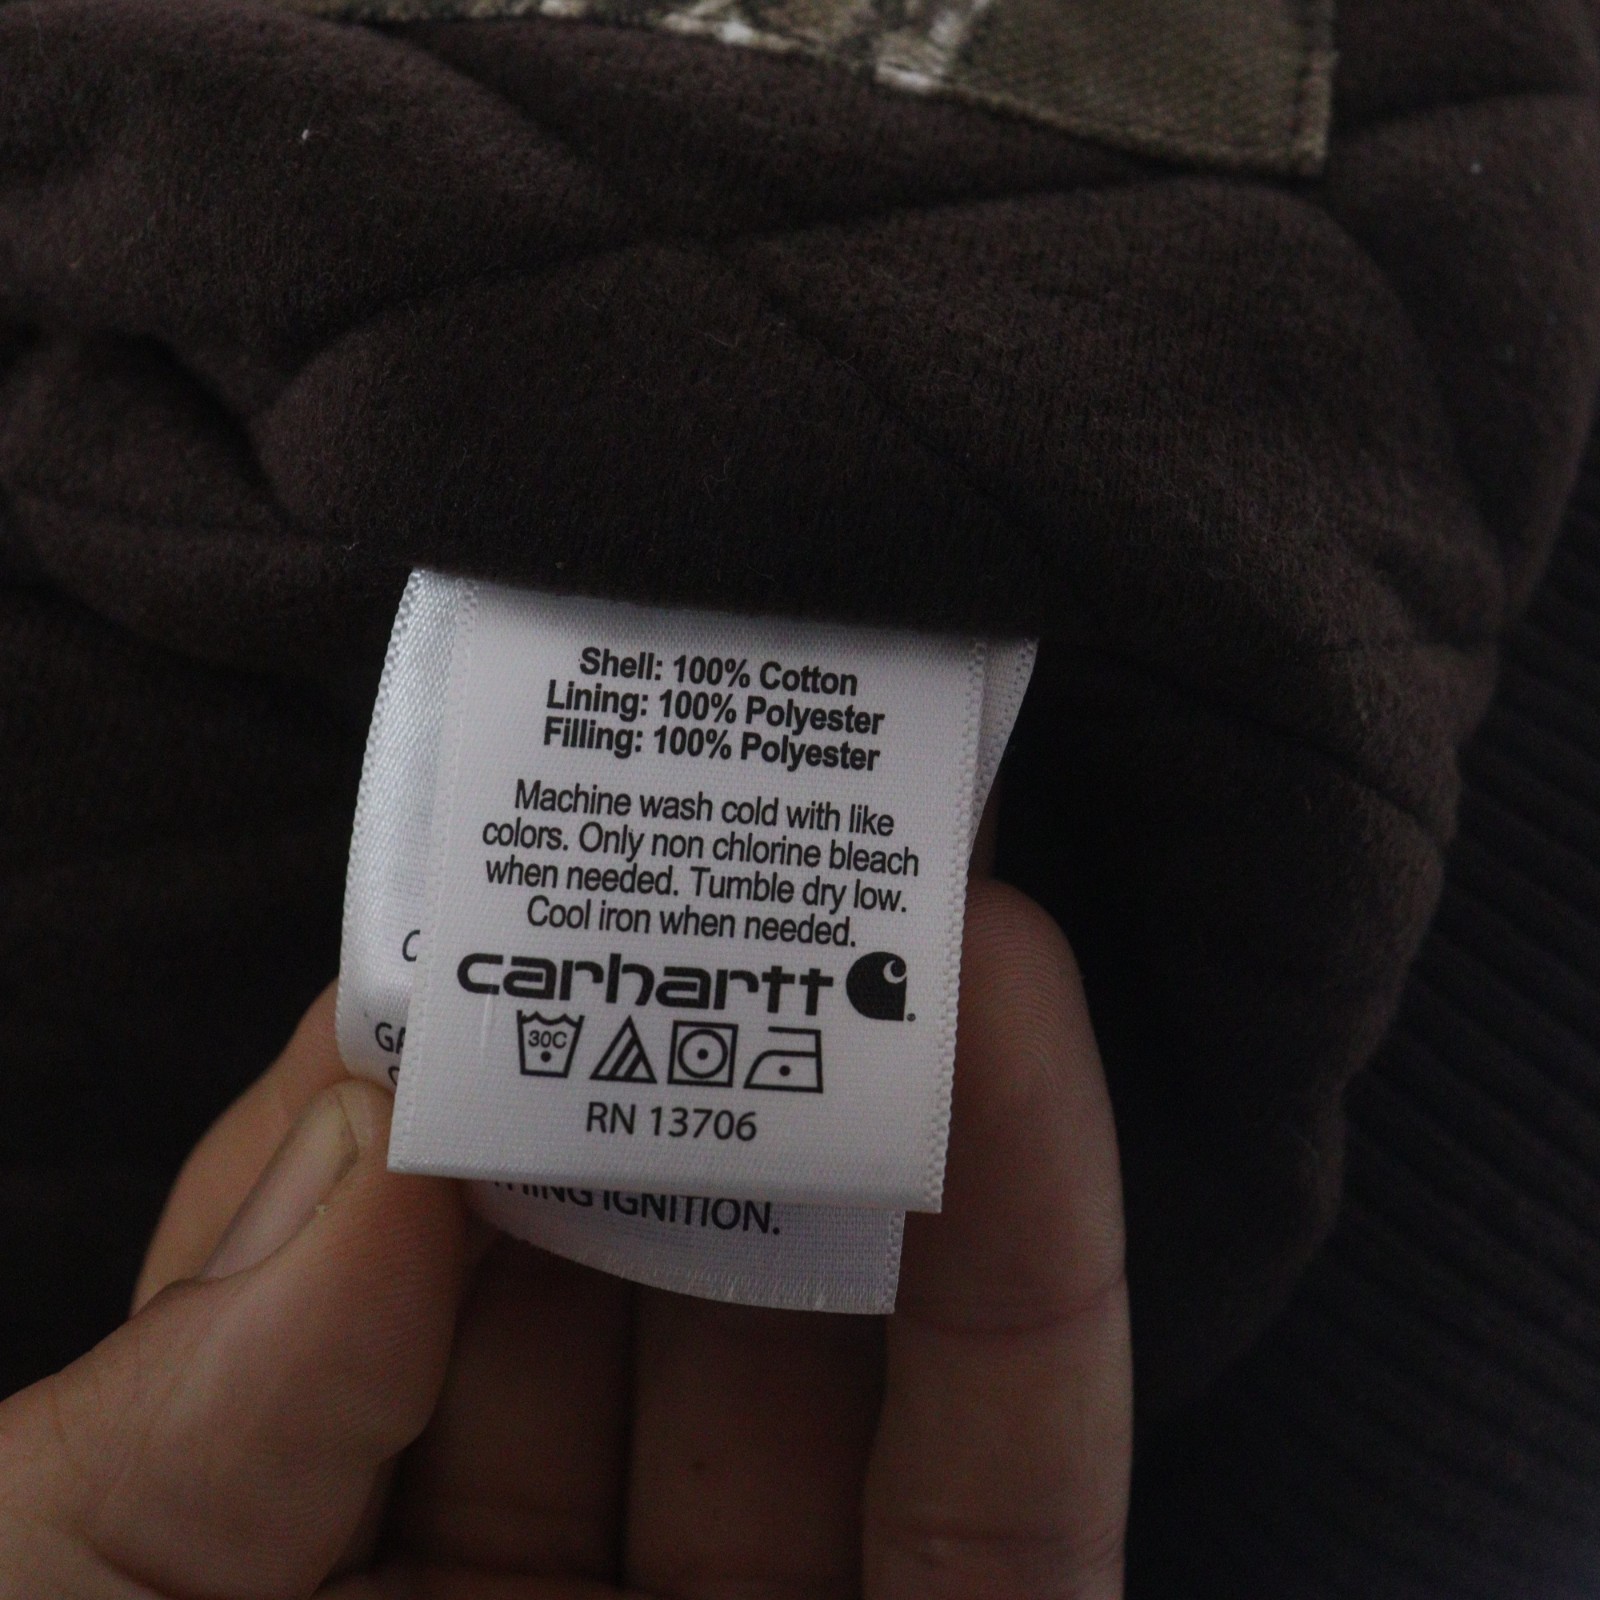 Shell: 100% Cotton
Lining: 100% Polyester
Filling: 100% Polyester
Machine wash cold with like
colors. Only non chlorine bleach
when needed. Tumble dry low.
Cool iron when needed.
carhartt
30C
RN 13706
IGNITION.